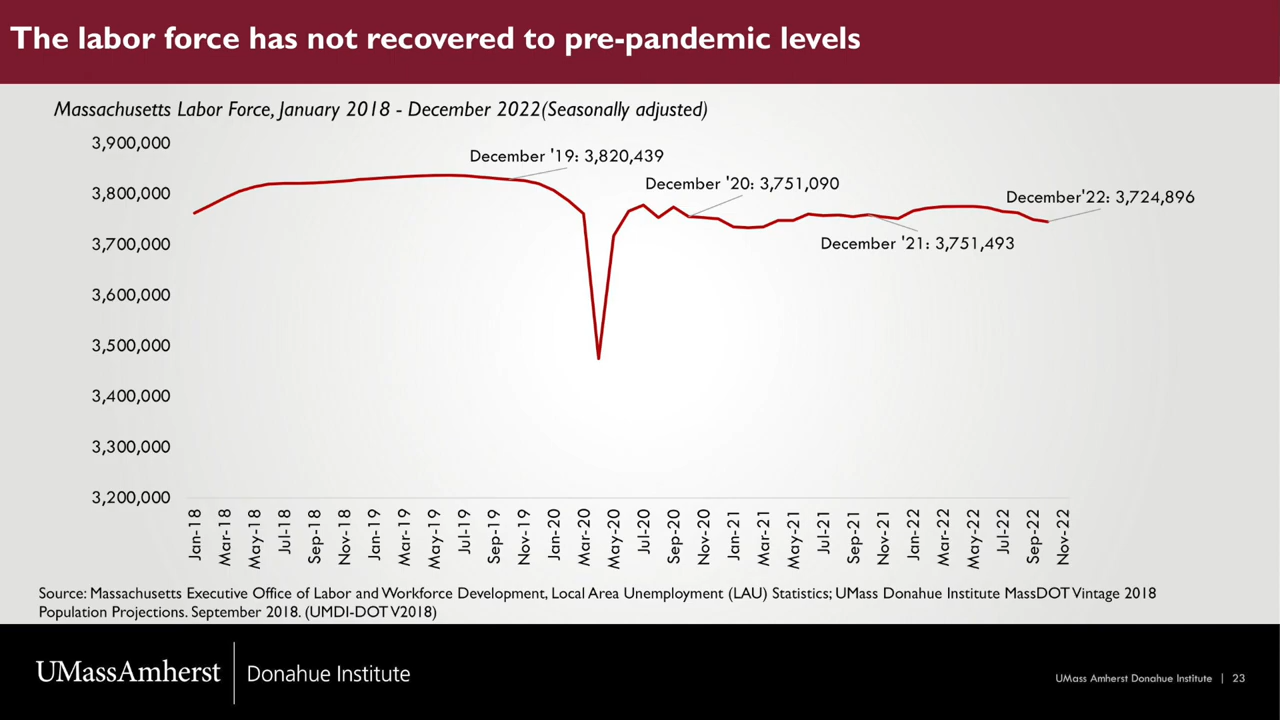 The labor force has not recovered to pre-pandemic levels
Massachusetts Labor Force, January 2018 - December 2022(Seasonally adjusted)
3,900,000
3,800,000
3,700,000
3,600,000
3,500,000
3,400,000
3,300,000
3,200,000
December '19: 3,820,439
December '20: 3,751,090
December'22: 3,724,896
December '21: 3,751,493
Jan-18
Mar-18
May-18
Jul-18
Sep-18
Nov-18
Jan-19
Mar-19
May-19
Jul-19
Sep-19
Nov-19
Jan-20
Mar-20
May-20
Jul-20
Sep-20
Nov-20
Jan-21
Mar-21
May-21
Jul-21
Sep-21
Nov-21
Jan-22
Mar-22
May-22
Jul-22
Sep-22
Nov-22
Source: Massachusetts Executive Office of Labor and Workforce Development, Local Area Unemployment (LAU) Statistics; UMass Donahue Institute MassDOT Vintage 2018
Population Projections. September 2018. (UMDI-DOT V2018)
UMassAmherst | Donahue Institute
UMass Amherst Donahue Institute | 23